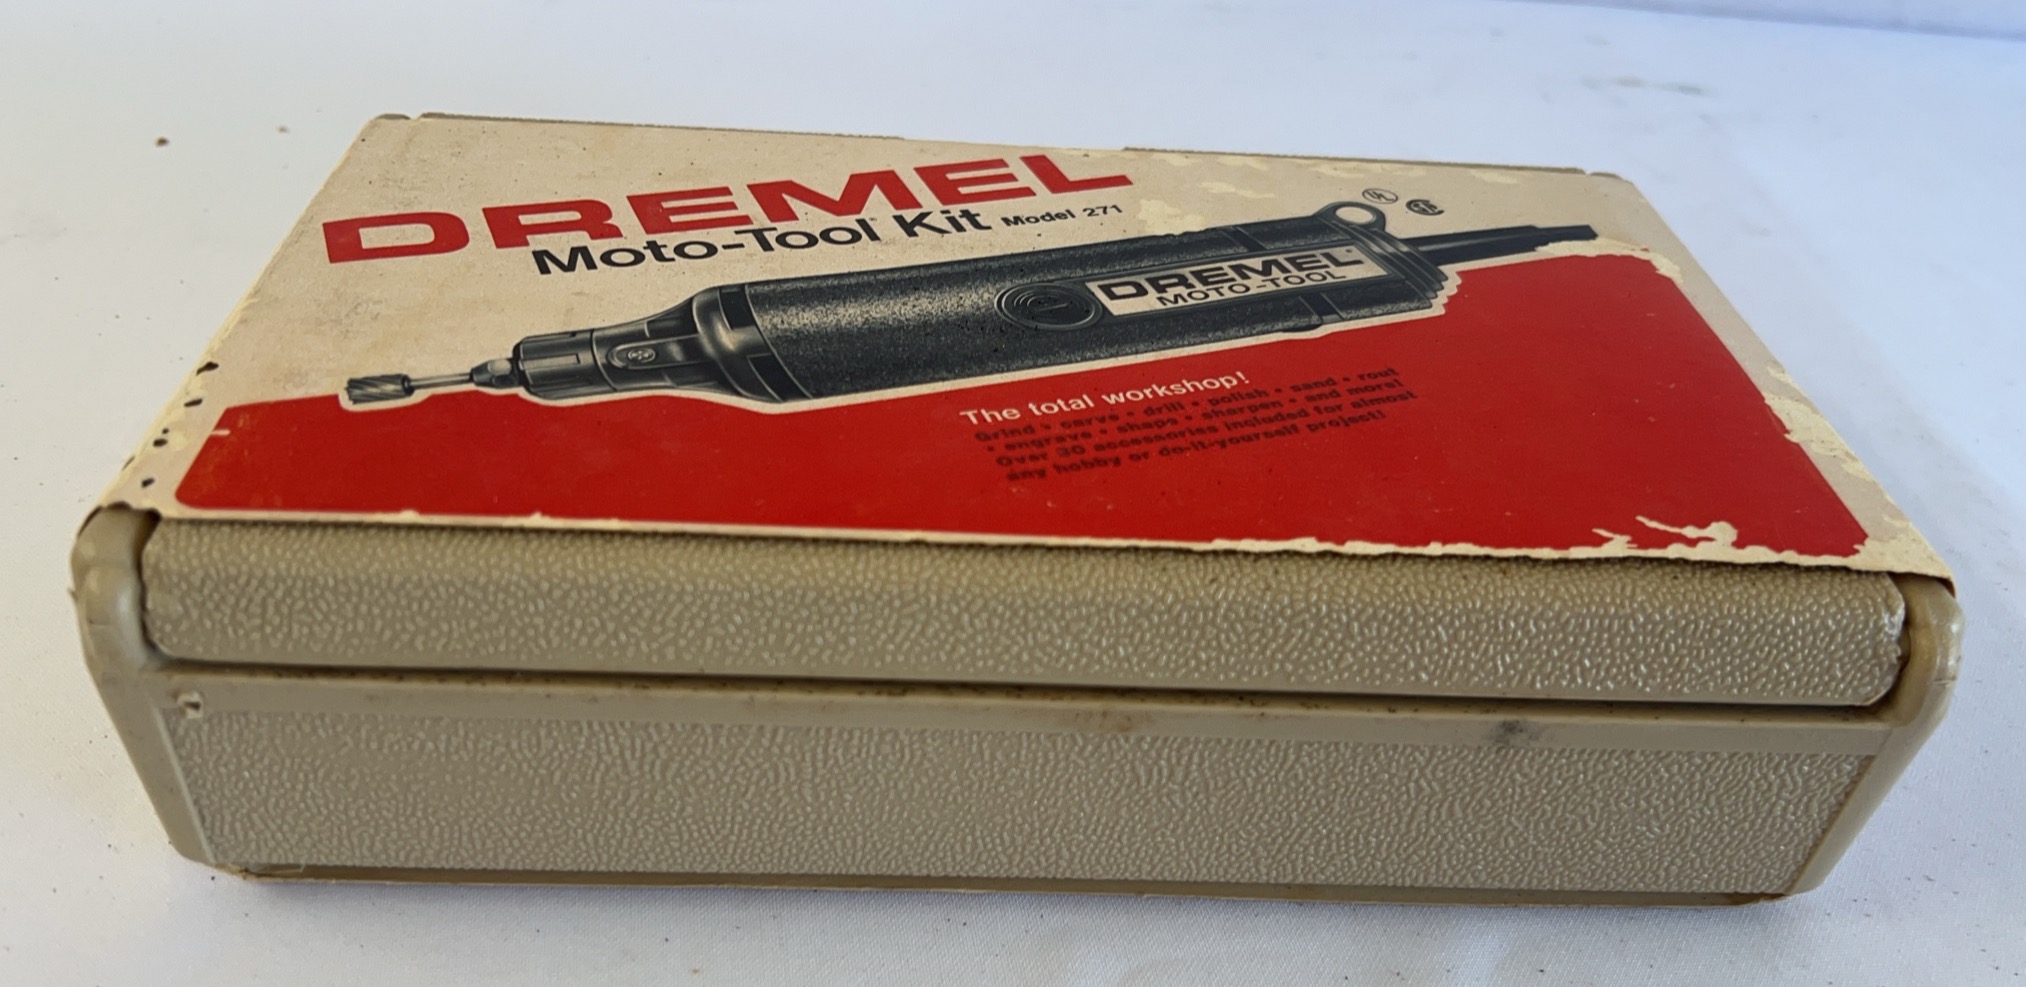 DREMEL
Moto-Tool Kit Model 271
UL
DREMEL
MOTO-TOOL
The total workshop!
Grind • carve • drill • polish • sand • rout
• engrave • shape • sharpen • and more!
Over 30 accessories included for almost
any hobby or do-it-yourself project!